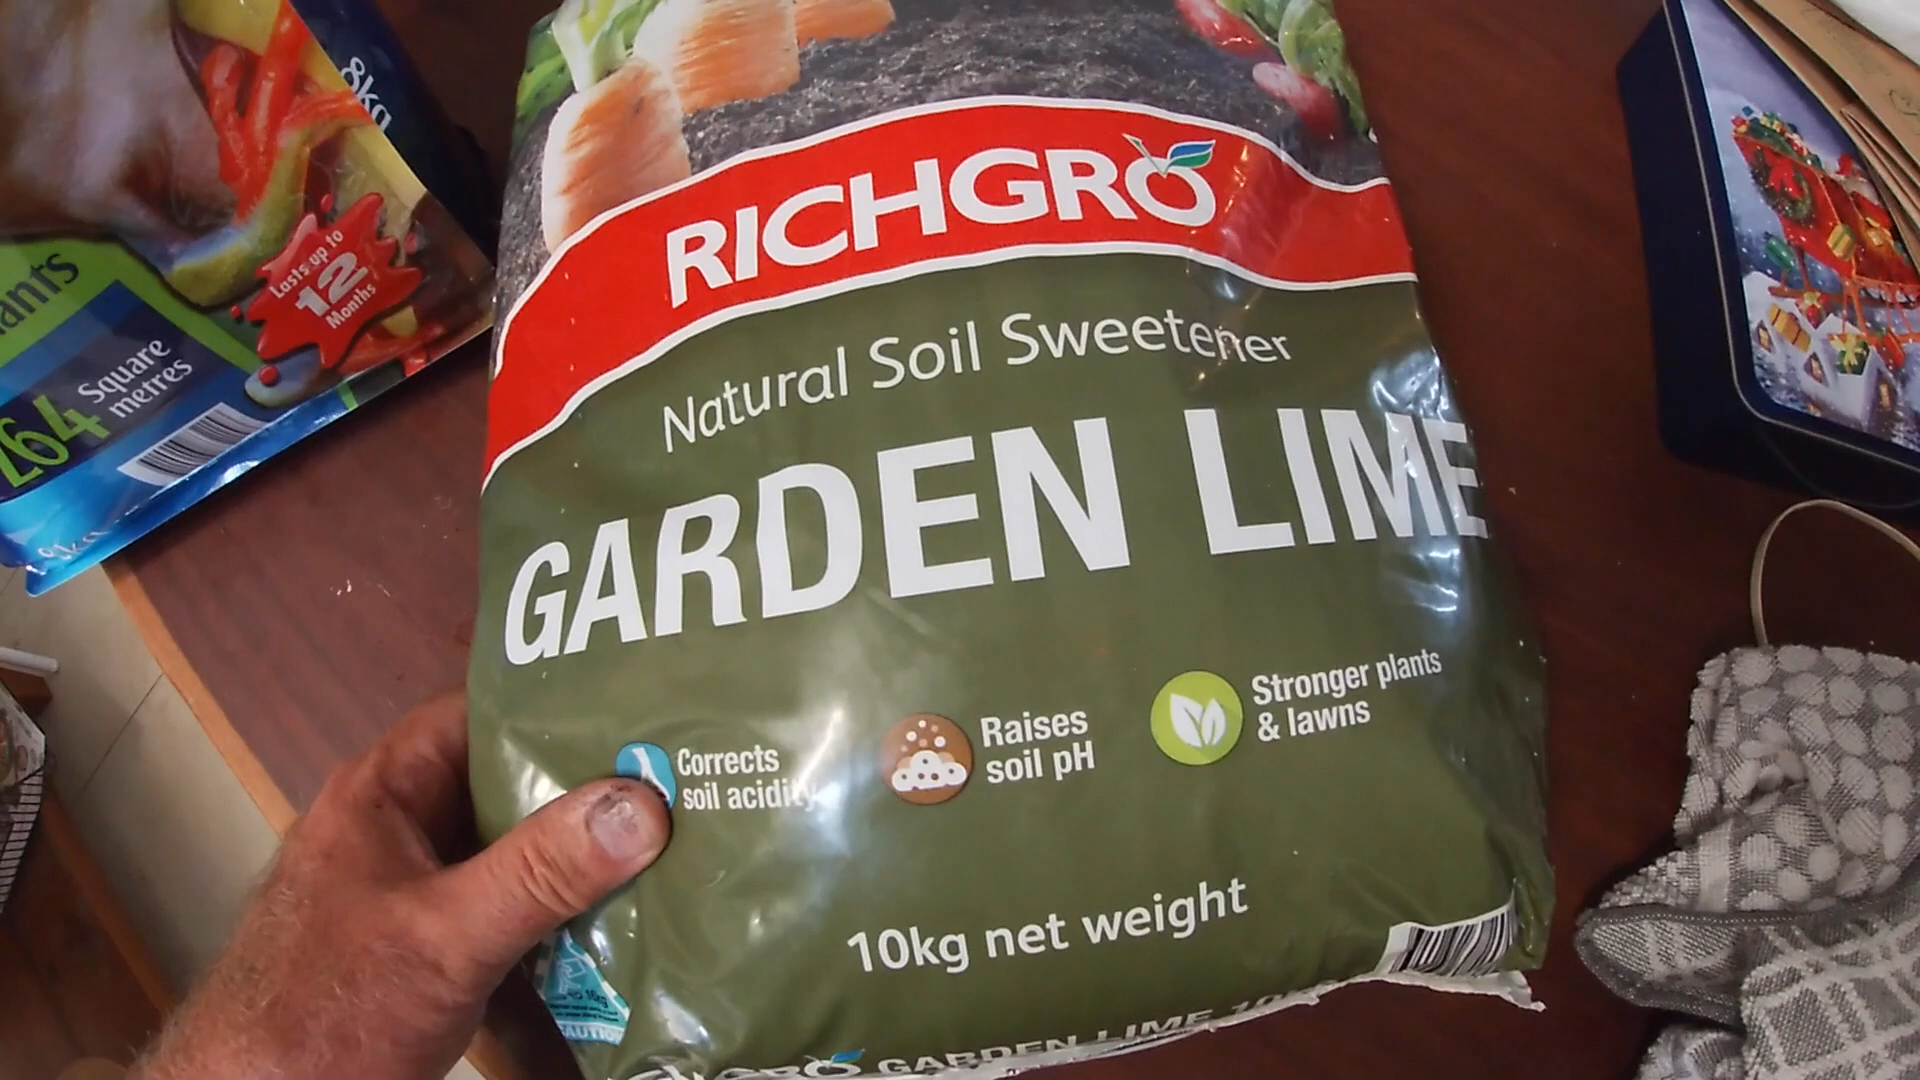 RICHGRO
Natural Soil Sweetener
GARDEN LIME
Corrects
soil acidity
Raises
soil pH
Stronger plants
& lawns
10kg net weight
GARDEN LIME
8kg
Lasts up to
12
Months
264
Square
metres